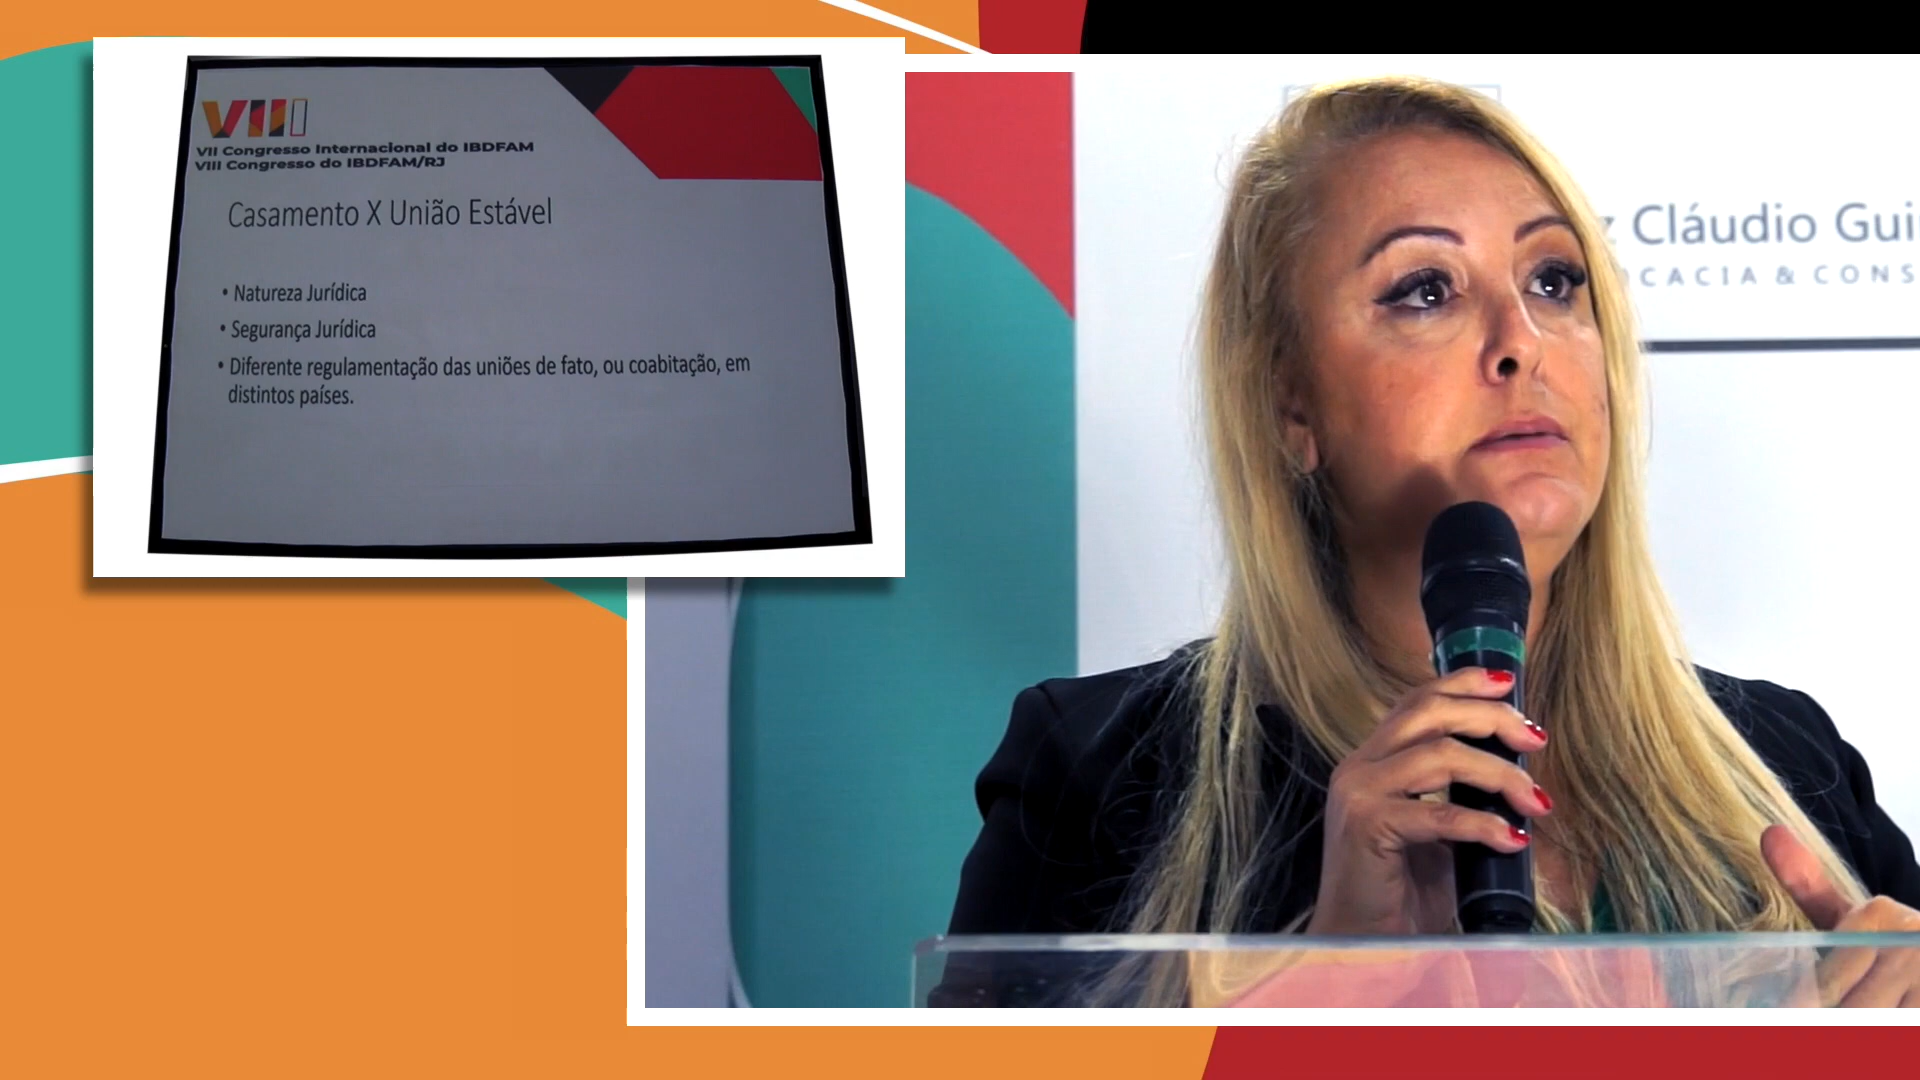 VIII
VII Congresso Internacional do IBDFAM
VIII Congresso do IBDFAM/RJ
Casamento X União Estável
• Natureza Jurídica
• Segurança Jurídica
• Diferente regulamentação das uniões de fato, ou coabitação, em
distintos países.
z Cláudio Gui
OCACIA & CONS